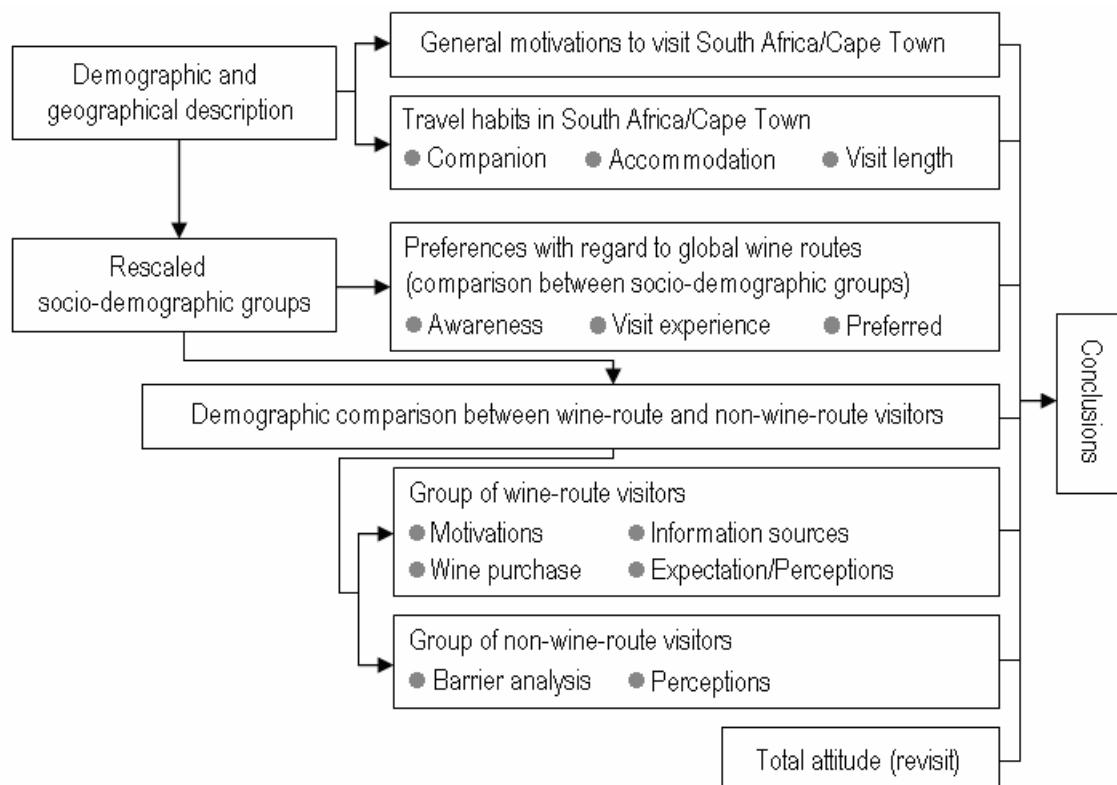 Demographic and
geographical description
General motivations to visit South Africa/Cape Town
Travel habits in South Africa/Cape Town
Companion Accommodation Visit length
Rescaled
socio-demographic groups
Preferences with regard to global wine routes
(comparison between socio-demographic groups)
Awareness Visit experience Preferred
Demographic comparison between wine-route and non-wine-route visitors
Group of wine-route visitors
Motivations Information sources
Wine purchase Expectation/Perceptions
Group of non-wine-route visitors
Barrier analysis Perceptions
Total attitude (revisit)
Conclusions